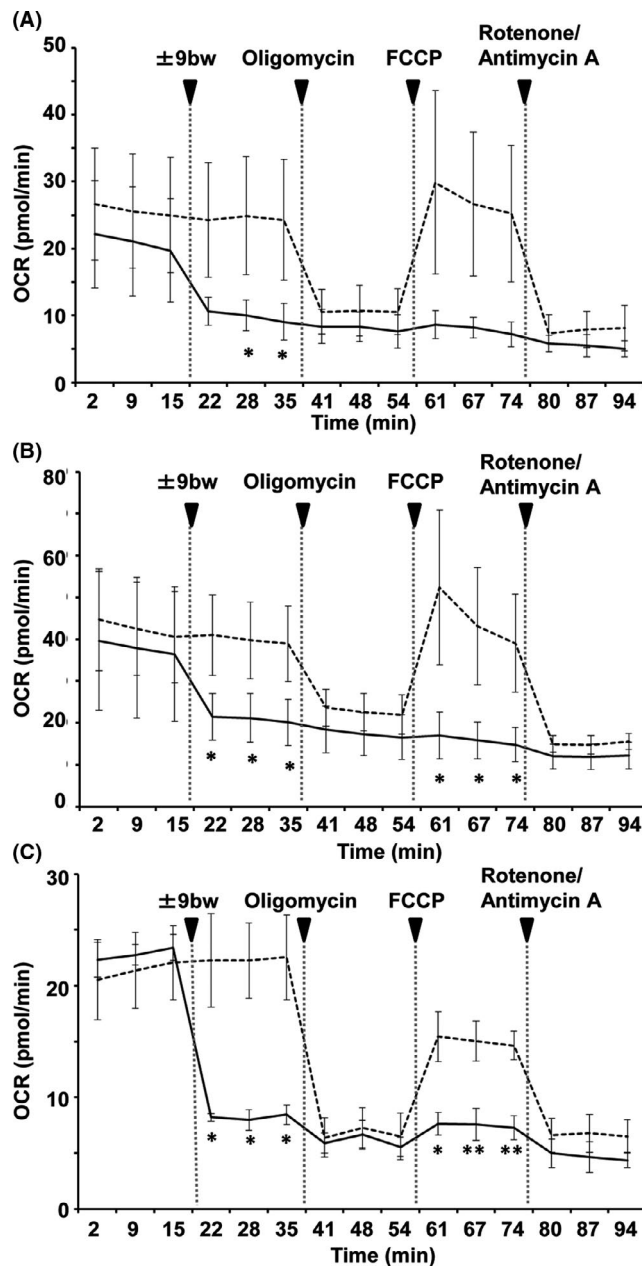 (A)
50
40
30
20
10
0
OCR (pmol/min)
±9bw
Oligomycin
FCCP
Rotenone/
Antimycin A
* *
2 9 15 22 28 35 41 48 54 61 67 74 80 87 94
Time (min)
(B)
80
60
40
20
0
OCR (pmol/min)
±9bw
Oligomycin
FCCP
Rotenone/
Antimycin A
* * * * * *
2 9 15 22 28 35 41 48 54 61 67 74 80 87 94
Time (min)
(C)
30
20
10
0
OCR (pmol/min)
±9bw
Oligomycin
FCCP
Rotenone/
Antimycin A
* * * * ** **
2 9 15 22 28 35 41 48 54 61 67 74 80 87 94
Time (min)